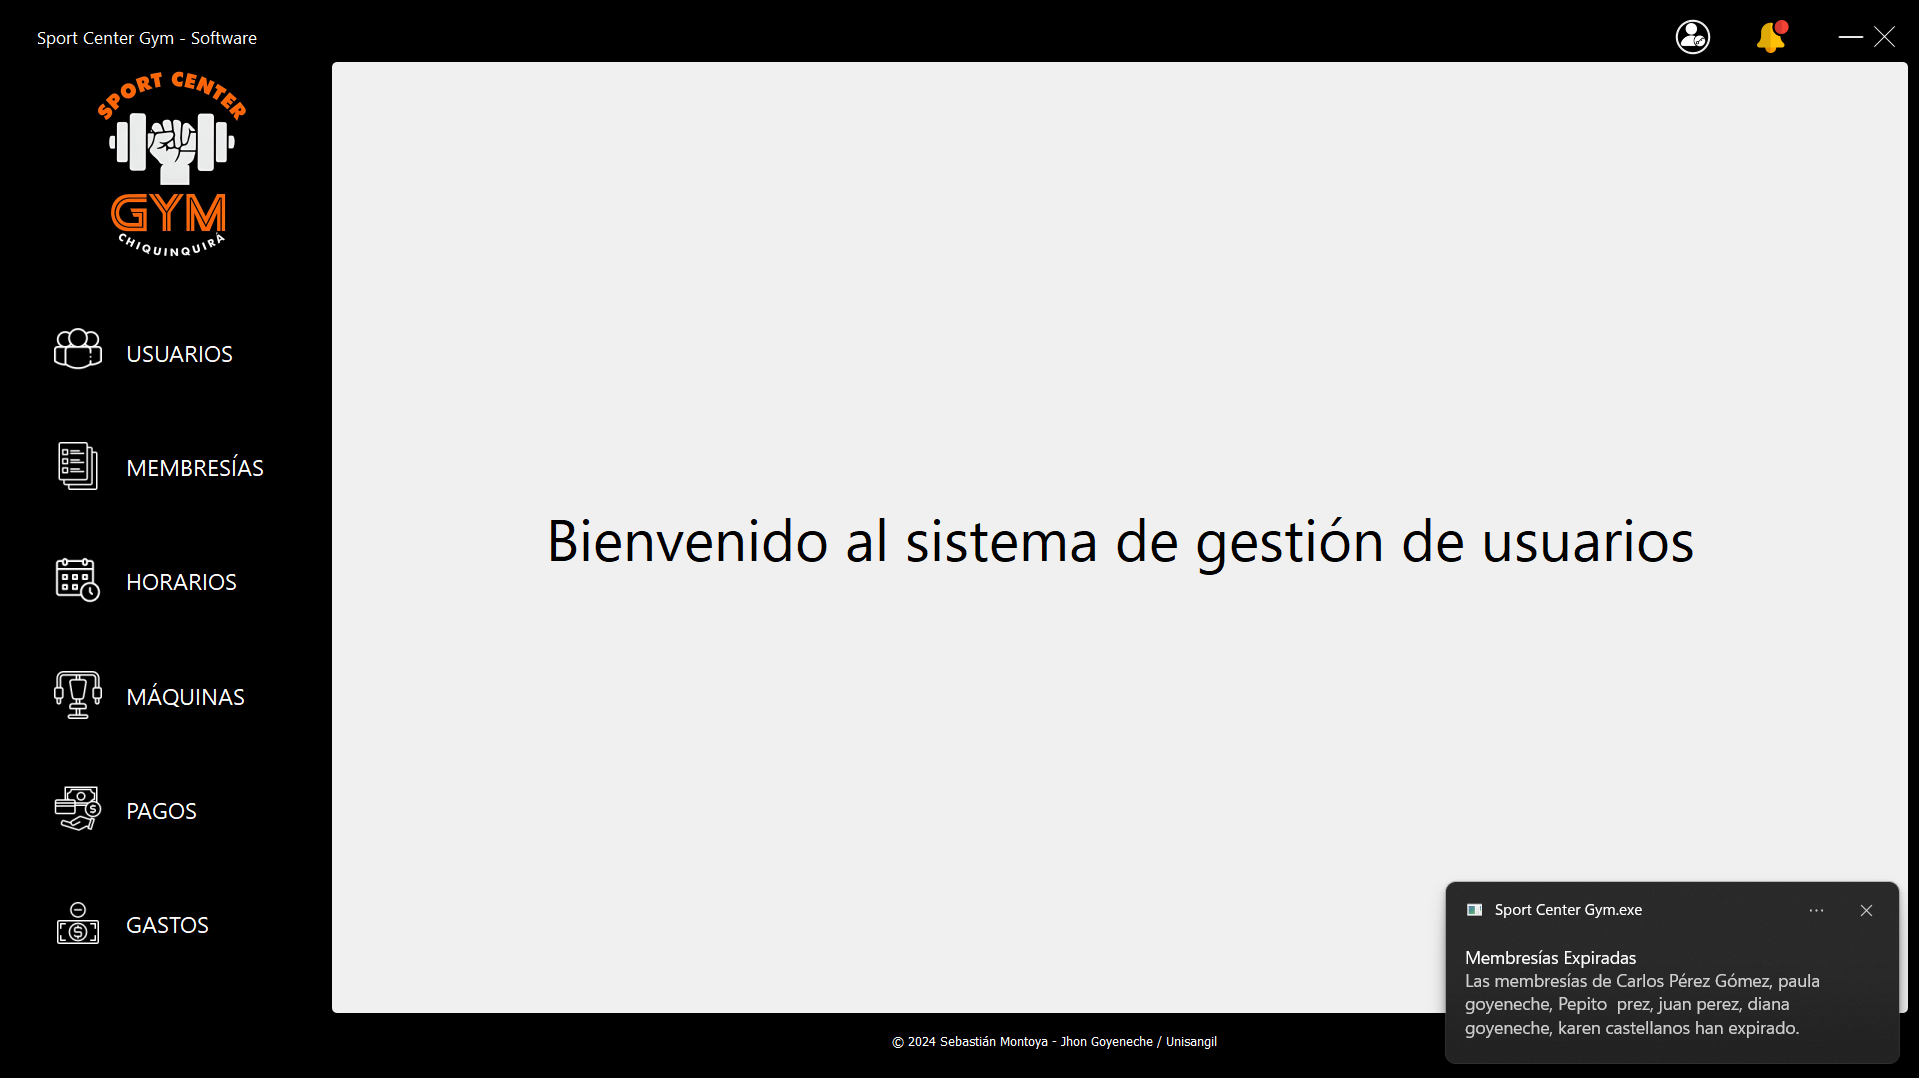 Sport Center Gym - Software
SPORT CENTER
GYM
CHIQUINQUIRÁ
USUARIOS
MEMBRESÍAS
HORARIOS
MÁQUINAS
PAGOS
GASTOS
Bienvenido al sistema de gestión de usuarios
Sport Center Gym.exe
Membresías Expiradas
Las membresías de Carlos Pérez Gómez, paula
goyeneche, Pepito  prez, juan perez, diana
goyeneche, karen castellanos han expirado.
© 2024 Sebastián Montoya - Jhon Goyeneche / Unisangil